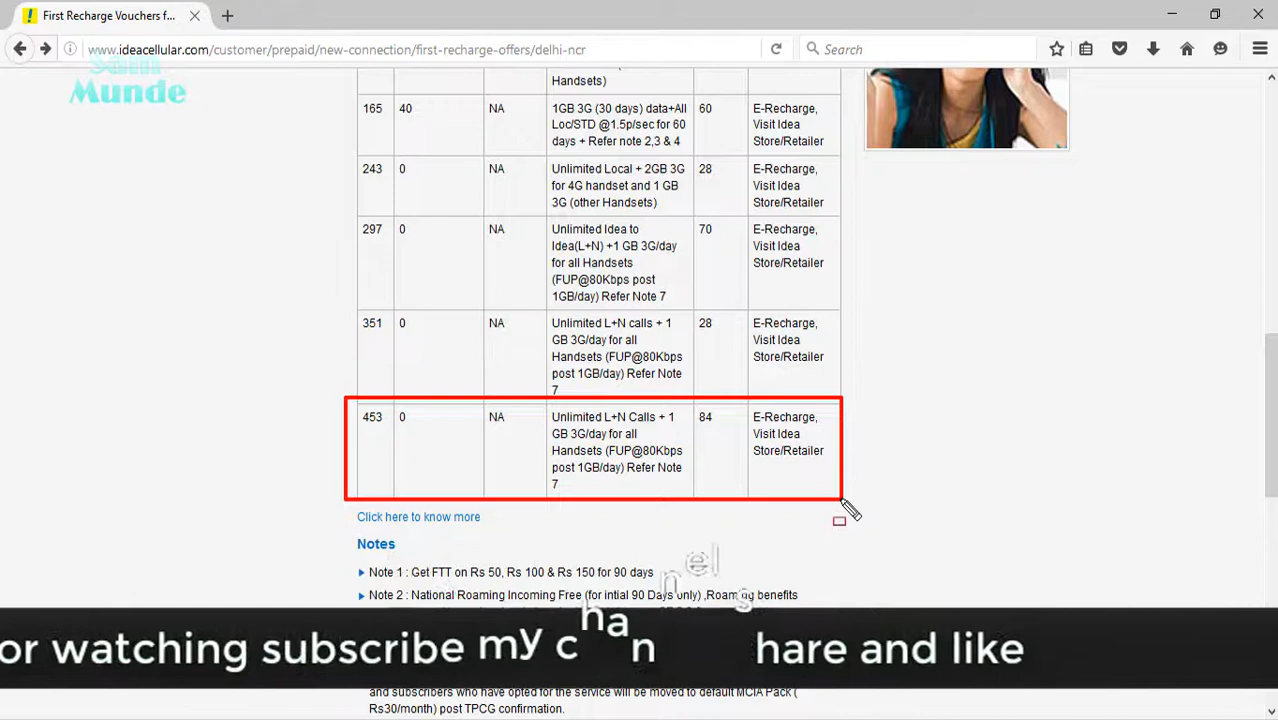 First Recharge Vouchers f...
www.ideacellular.com/customer/prepaid/new-connection/first-recharge-offers/delhi-ncr
Search
Sam
Munde
Handsets)
165 40 NA 1GB 3G (30 days) data+All E-Recharge,
Loc/STD @1.5p/sec for 60 Visit Idea
days + Refer note 2,3 & 4 Store/Retailer
60
243 0 NA Unlimited Local + 2GB 3G 28 E-Recharge,
for 4G handset and 1 GB Visit Idea
3G (other Handsets) Store/Retailer
297 0 NA Unlimited Idea to 70 E-Recharge,
Idea(L+N) +1 GB 3G/day Visit Idea
for all Handsets Store/Retailer
(FUP@80Kbps post
1GB/day) Refer Note 7
351 0 NA Unlimited L+N calls + 1 28 E-Recharge,
GB 3G/day for all Visit Idea
Handsets (FUP@80Kbps Store/Retailer
post 1GB/day) Refer Note
7
453 0 NA Unlimited L+N Calls + 1 84 E-Recharge,
GB 3G/day for all Visit Idea
Handsets (FUP@80Kbps Store/Retailer
post 1GB/day) Refer Note
7
Click here to know more
Notes
Note 1 : Get FTT on Rs 50, Rs 100 & Rs 150 for 90 days
Note 2 : National Roaming Incoming Free (for intial 90 Days only) ,Roaming benefits
or watching subscribe my channel share and like
and subscribers who have opted for the service will be moved to default MCIA Pack (
Rs30/month) post TPCG confirmation.